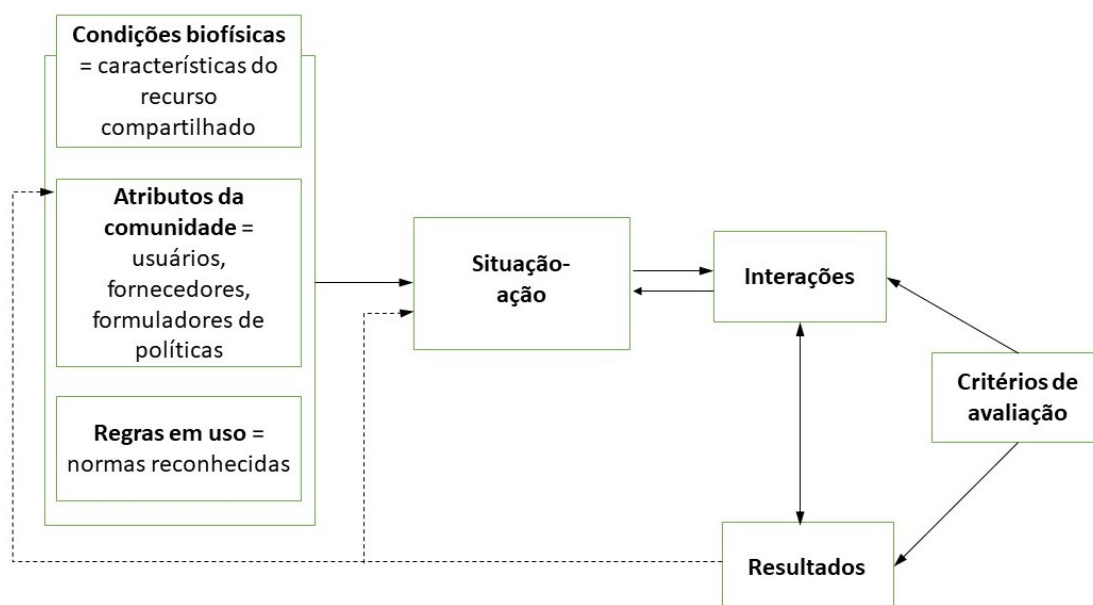 Condições biofísicas
= características do
recurso
compartilhado
Atributos da
comunidade =
usuários,
fornecedores,
formuladores de
políticas
Regras em uso =
normas reconhecidas
Situação-
ação
Interações
Critérios de
avaliação
Resultados